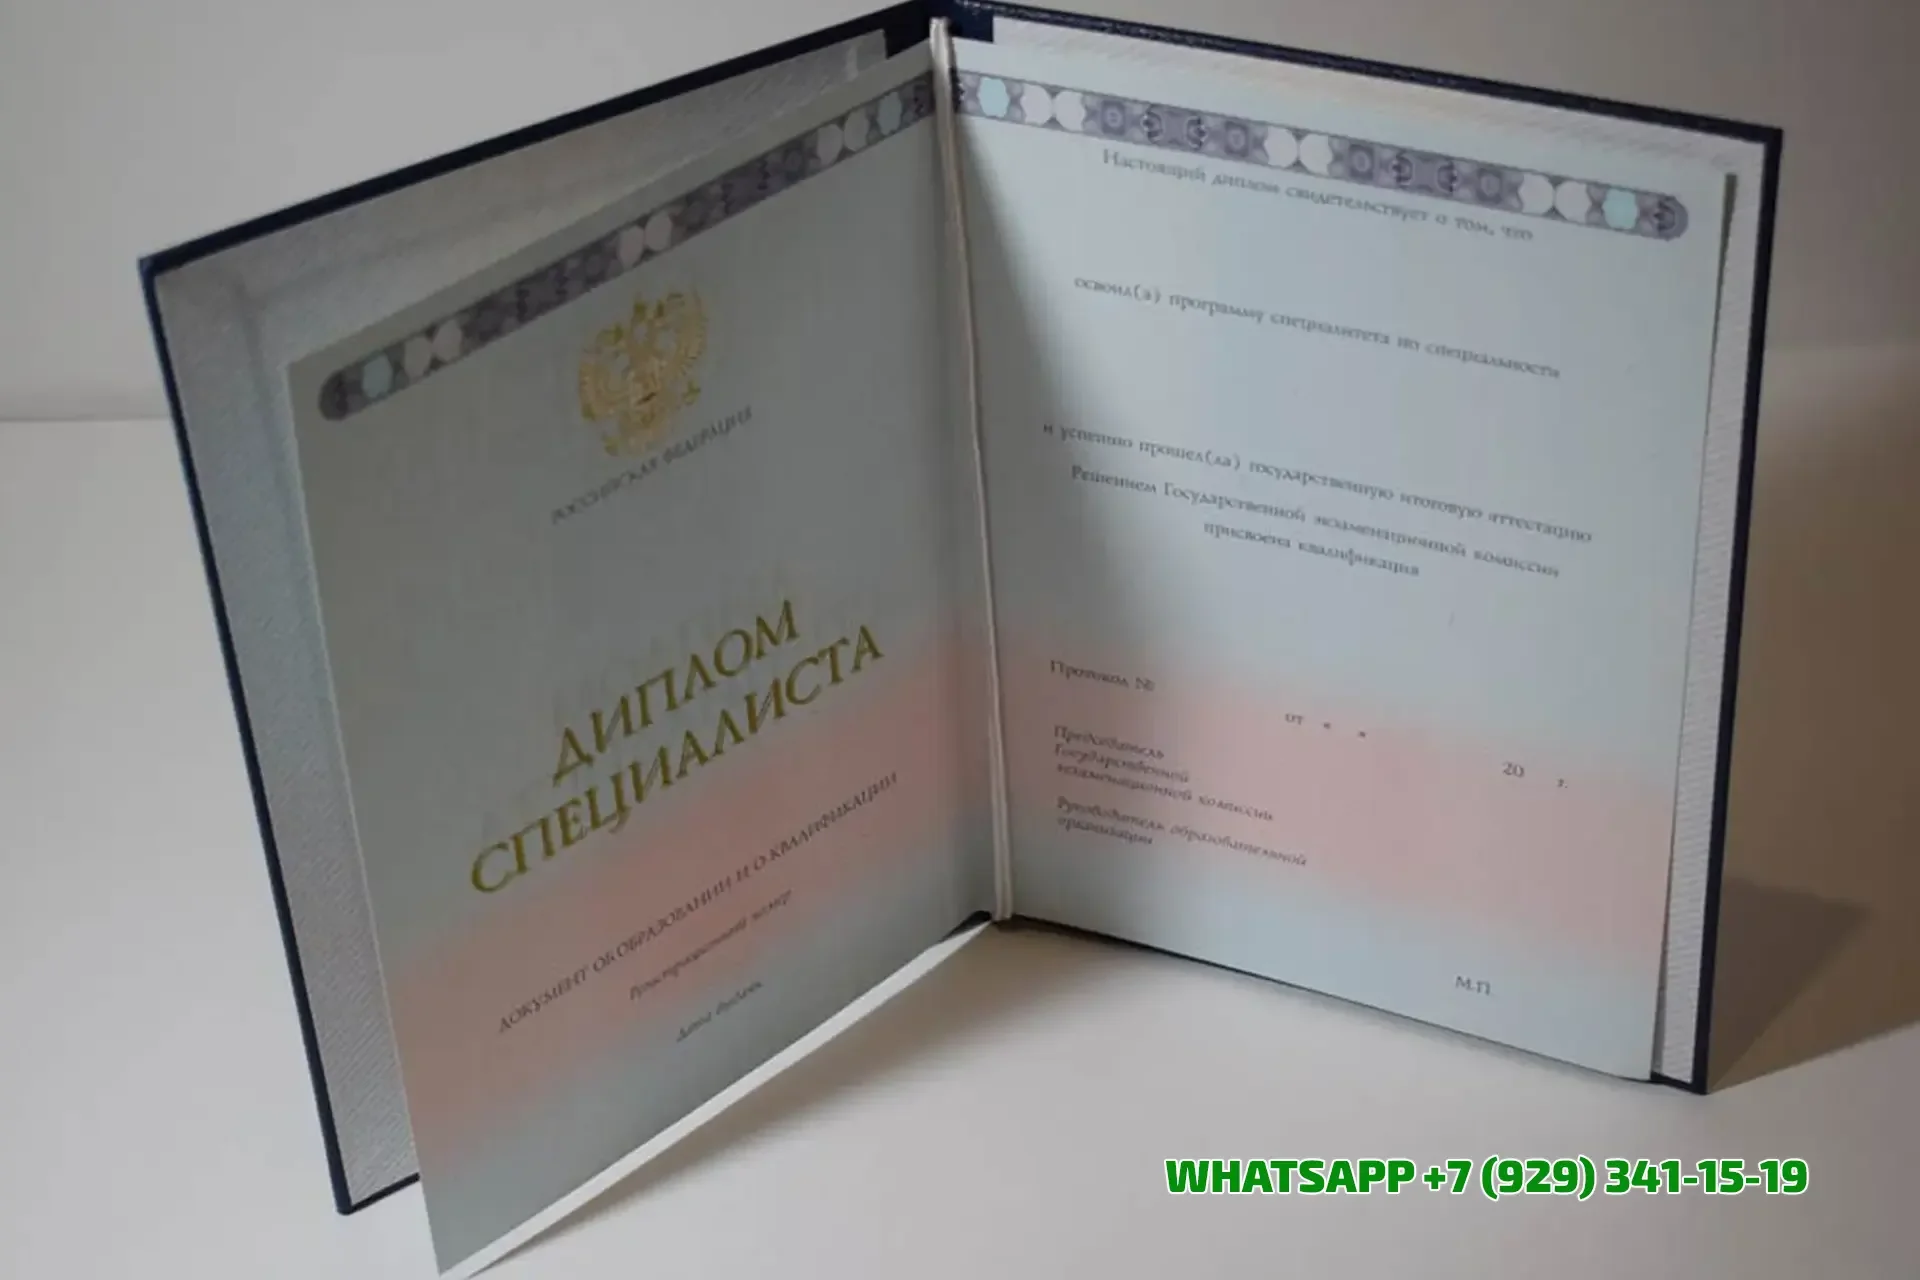 РОССИЙСКАЯ ФЕДЕРАЦИЯ
ДИПЛОМ
СПЕЦИАЛИСТА
ДОКУМЕНТ ОБ ОБРАЗОВАНИИ И О КВАЛИФИКАЦИИ
Регистрационный номер
Дата выдачи
Настоящий диплом свидетельствует о том, что
освоил(а) программу специалитета по специальности
и успешно прошел(ла) государственную итоговую аттестацию
Решением Государственной экзаменационной комиссии
присвоена квалификация
Протокол №
от « »
20 г.
Председатель
Государственной
экзаменационной комиссии
Руководитель образовательной
организации
М.П.
WHATSAPP +7 (929) 341-15-19